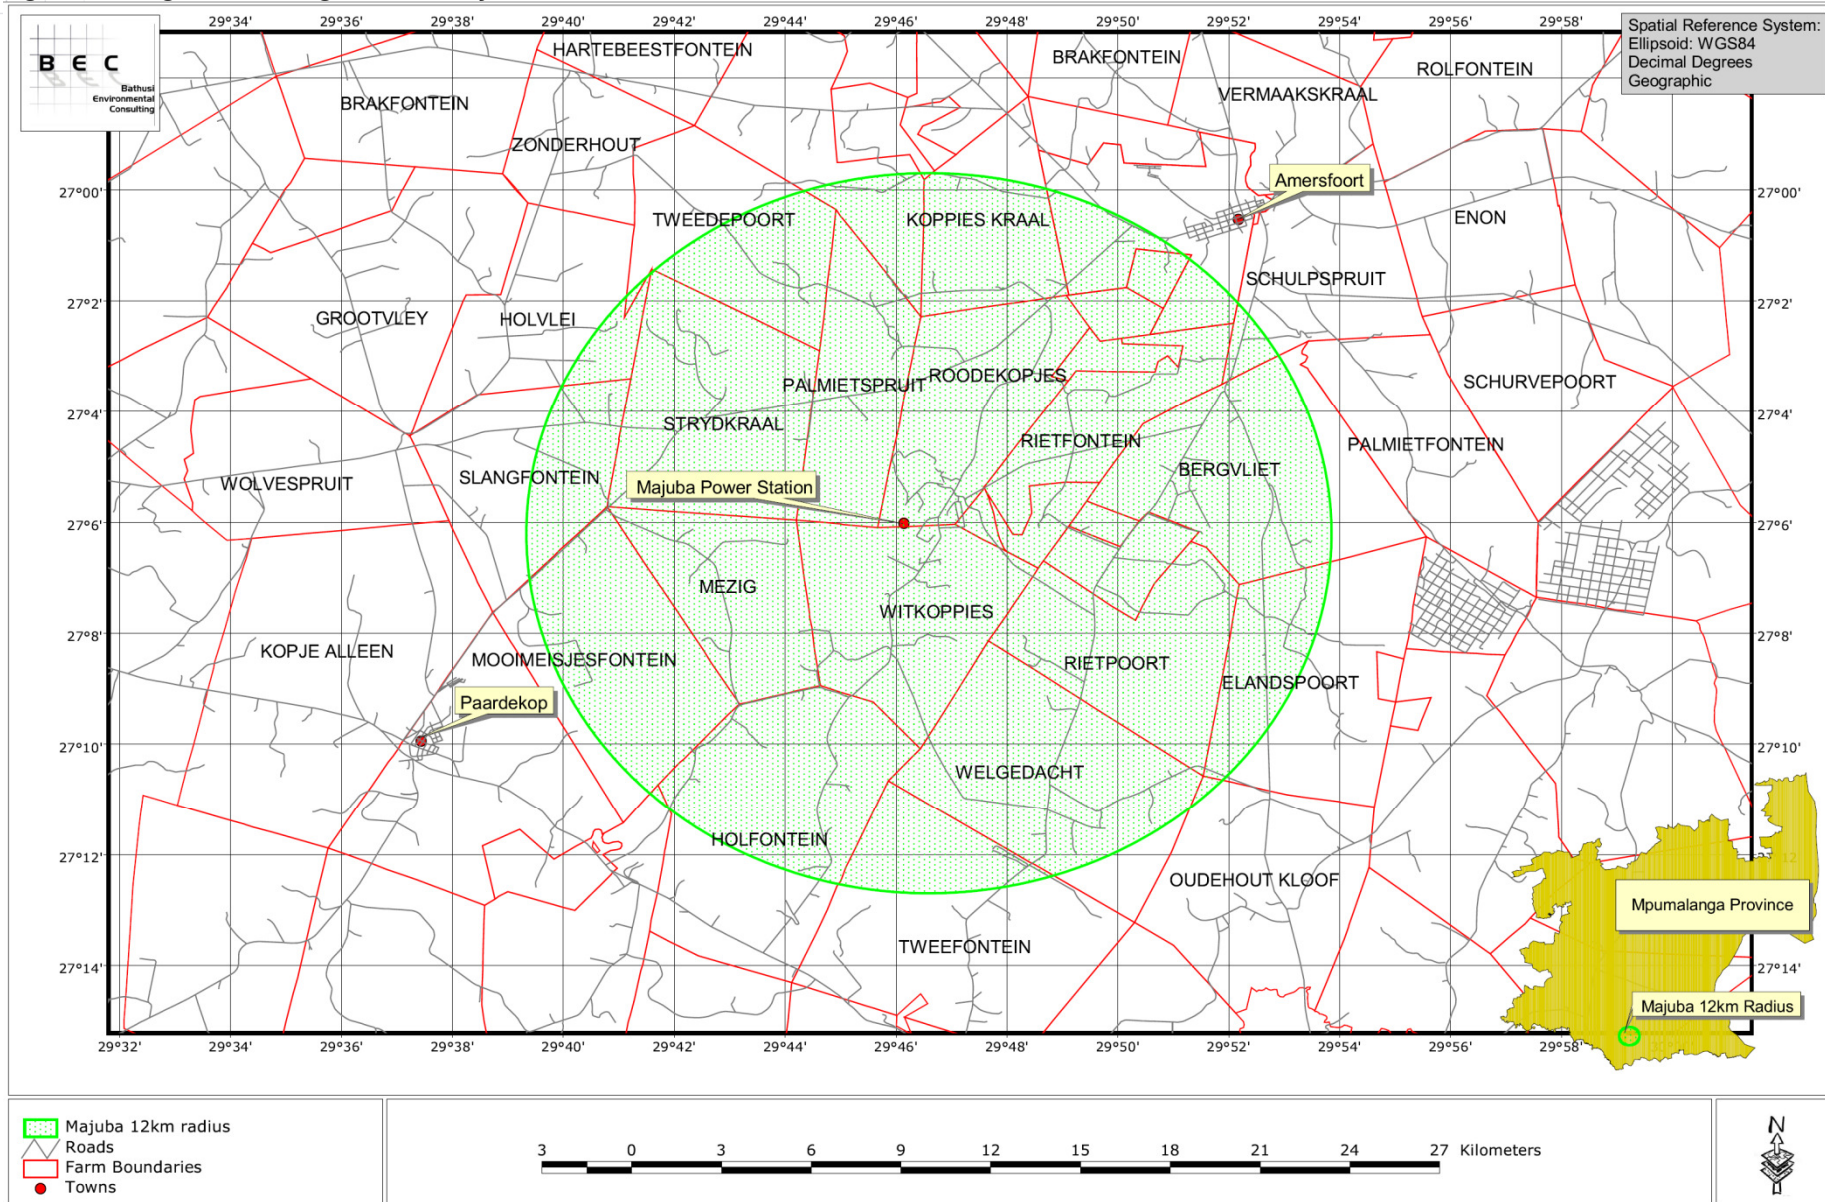 29°34' 29°36' 29°38' 29°40' 29°42' 29°44' 29°46' 29°48' 29°50' 29°52' 29°54' 29°56' 29°58'
B E C
Bathusi
Environmental
Consulting
Spatial Reference System:
Ellipsoid: WGS84
Decimal Degrees
Geographic
HARTEBEESTFONTEIN
BRAKFONTEIN
ROLFONTEIN
BRAKFONTEIN
VERMAAKSKRAAL
ZONDERHOUT
Amersfoort
27°00'
27°00'
TWEEDEPOORT
KOPPIES KRAAL
ENON
SCHULPSPRUIT
27°2'
27°2'
GROOTVLEY
HOLVLEI
PALMIETSPRUIT
ROODEKOPJES
SCHURVEPOORT
27°4'
27°4'
STRYDKRAAL
RIETFONTEIN
PALMIETFONTEIN
WOLVESPRUIT
SLANGFONTEIN
BERGVLIET
Majuba Power Station
27°6'
27°6'
MEZIG
WITKOPPIES
27°8'
27°8'
KOPJE ALLEEN
MOOIMEISJESFONTEIN
RIETPOORT
ELANDSPOORT
Paardekop
27°10'
27°10'
WELGEDACHT
HOLFONTEIN
27°12'
OUDEHOUT KLOOF
Mpumalanga Province
TWEEFONTEIN
27°14'
27°14'
Majuba 12km Radius
29°32' 29°34' 29°36' 29°38' 29°40' 29°42' 29°44' 29°46' 29°48' 29°50' 29°52' 29°54' 29°56' 29°58'
Majuba 12km radius
Roads
Farm Boundaries
Towns
3 0 3 6 9 12 15 18 21 24 27 Kilometers
N